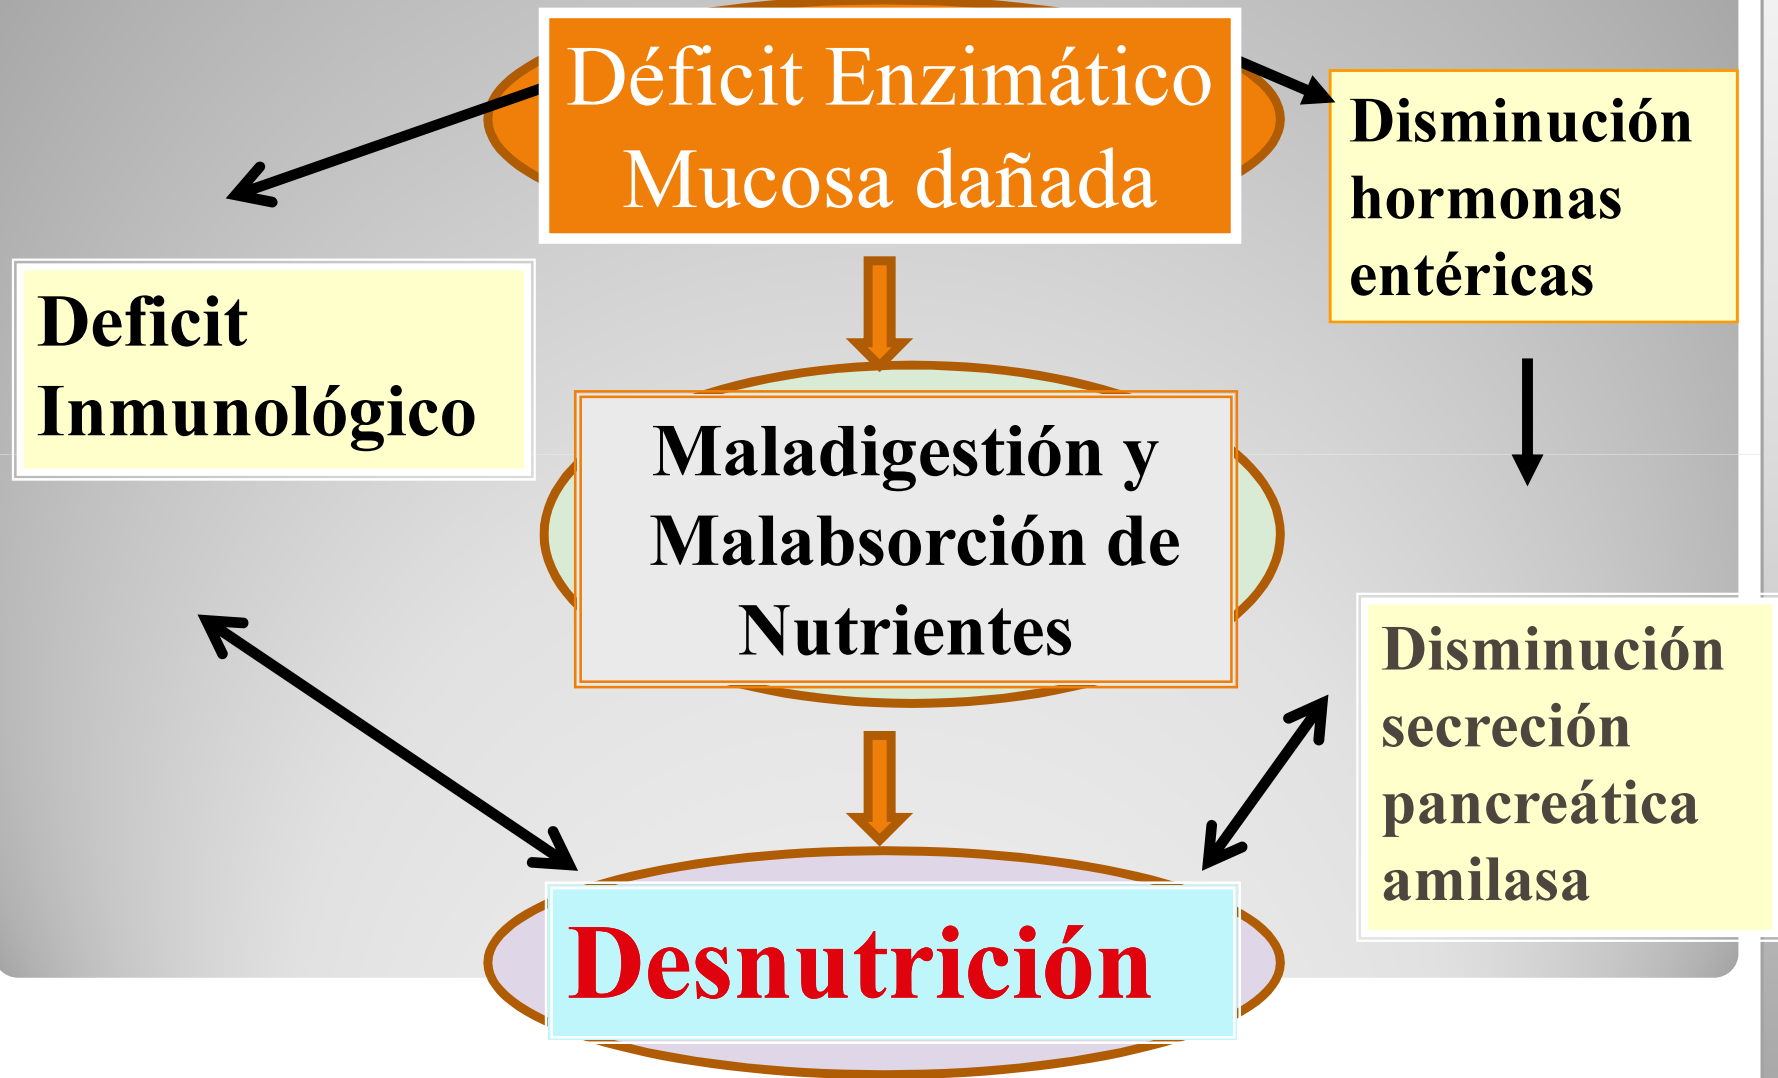 Déficit Enzimático
Mucosa dañada
Disminución
hormonas
entéricas
Deficit
Inmunológico
Maladigestión y
Malabsorción de
Nutrientes
Disminución
secreción
pancreática
amilasa
Desnutrición